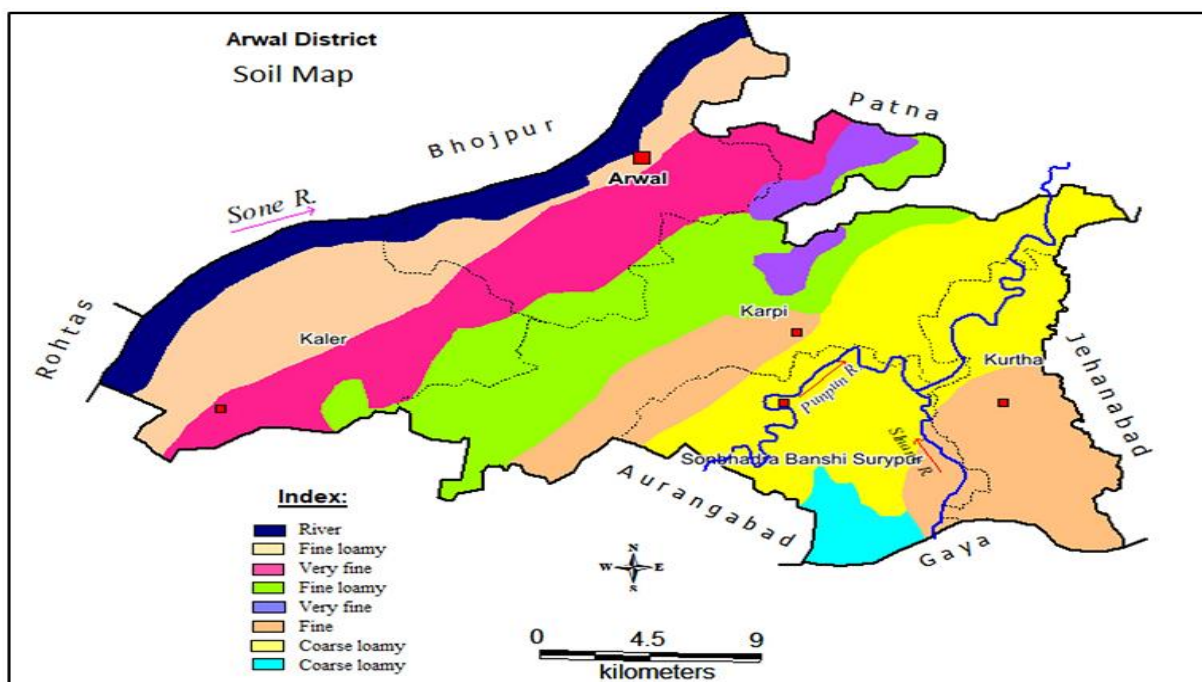 Arwal District
Soil Map
Patna
Bhojpur
Arwal
Sone R.
Rohtas
Kaler
Karpi
Kurtha
Jehanabad
Punpun R.
Sonbhadra Banshi Surypur
Aurangabad
Gaya
Index:
River
Fine loamy
Very fine
Fine loamy
Very fine
Fine
Coarse loamy
Coarse loamy
N
W E
S
0 4.5 9
kilometers